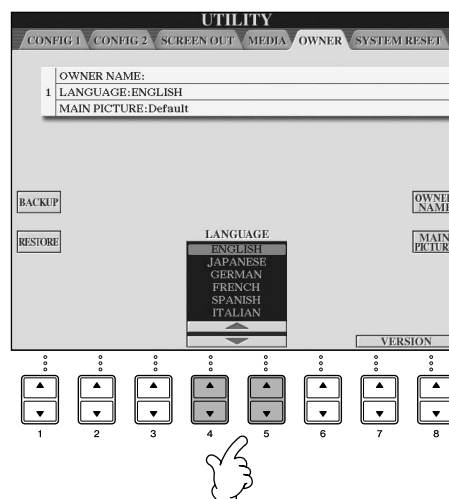 UTILITY
CONFIG 1 CONFIG 2 SCREEN OUT MEDIA OWNER SYSTEM RESET
OWNER NAME:
1 LANGUAGE:ENGLISH
MAIN PICTURE:Default
BACKUP
OWNER
NAME
RESTORE
MAIN
PICTUR
LANGUAGE
ENGLISH
JAPANESE
GERMAN
FRENCH
SPANISH
ITALIAN
VERSION
1 2 3 4 5 6 7 8